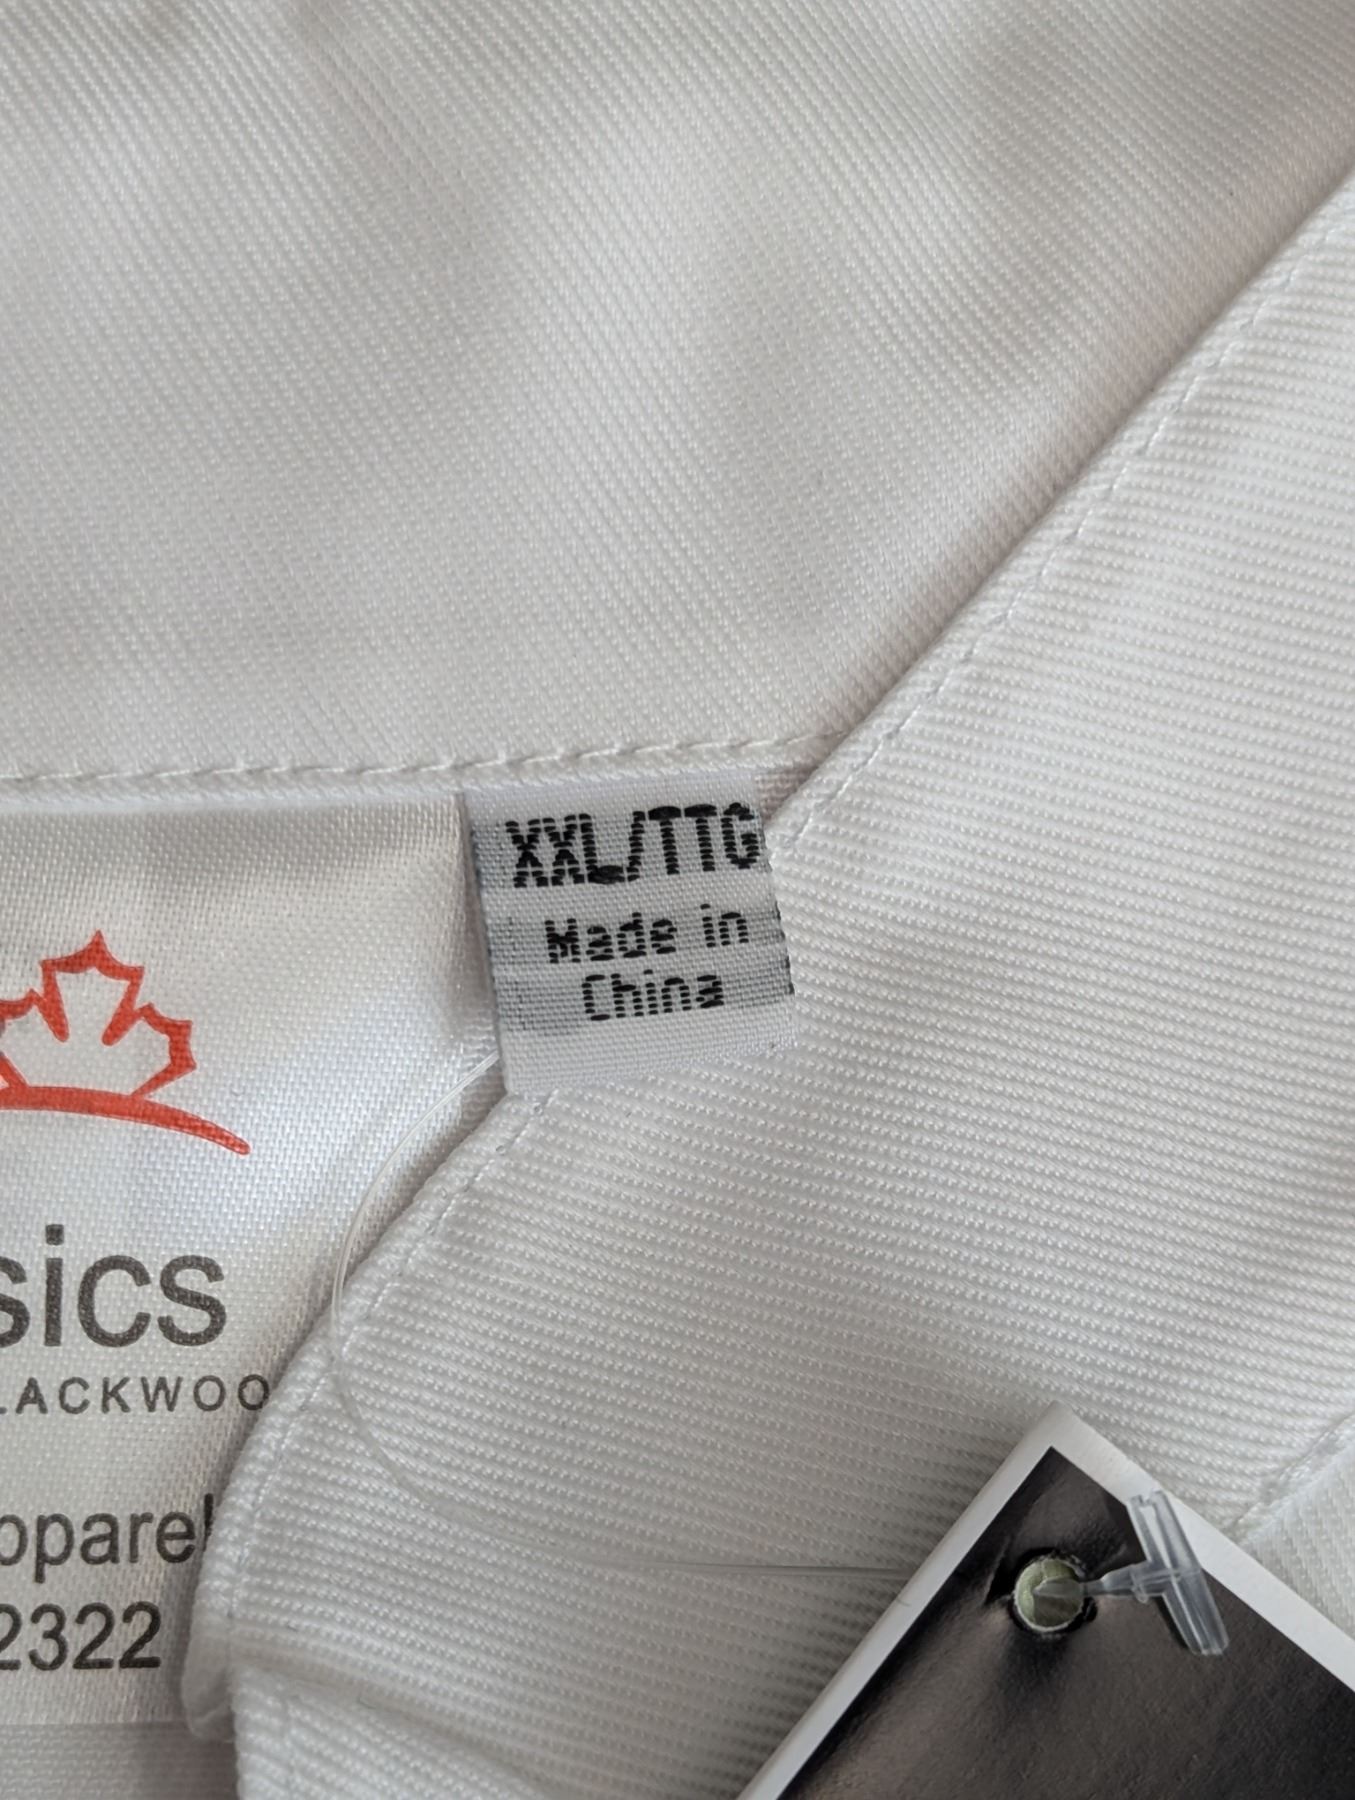 XXL/TTG
Made in
China
sics
LACKWOO
pparel
2322